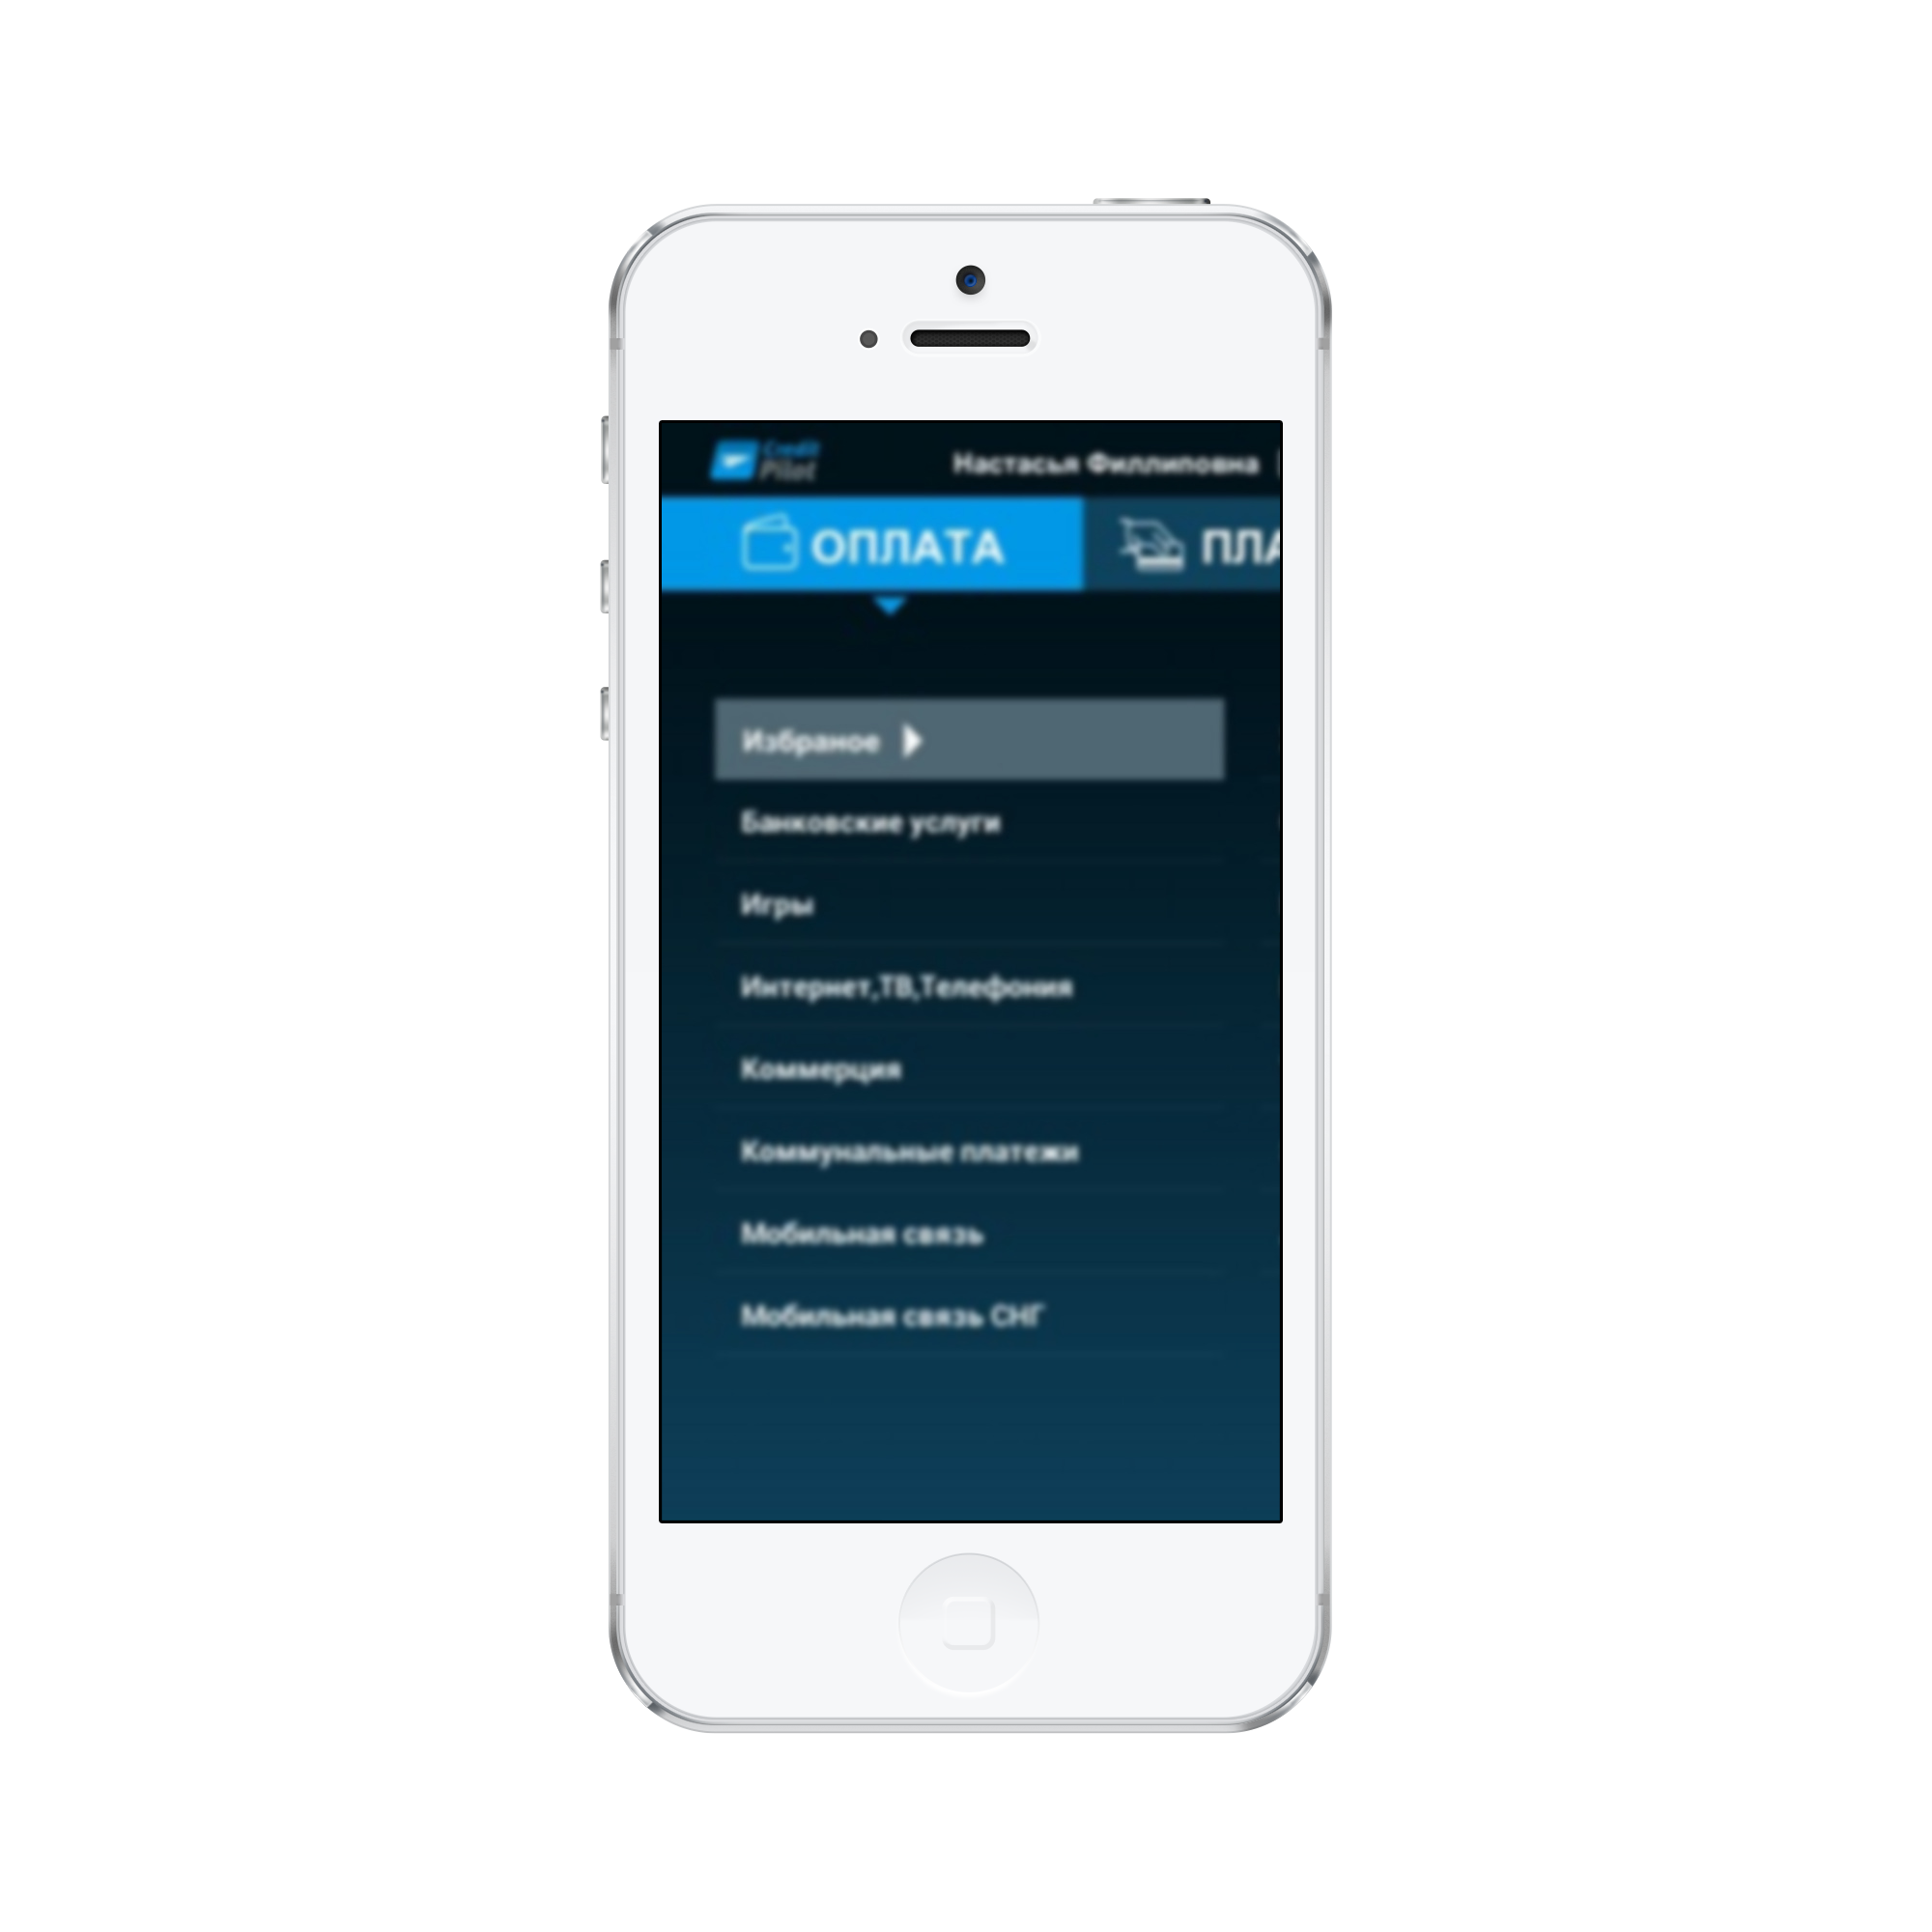 Credit
Pilot
Настасья Филлиповна
ОПЛАТА
ПЛА
Избраное
Банковские услуги
Игры
Интернет,ТВ,Телефония
Коммерция
Коммунальные платежи
Мобильная связь
Мобильная связь СНГ